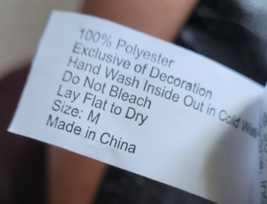 100% Polyester
Exclusive of Decoration
Hand Wash Inside Out in Cold Water
Do Not Bleach
Lay Flat to Dry
Size: M
Made in China